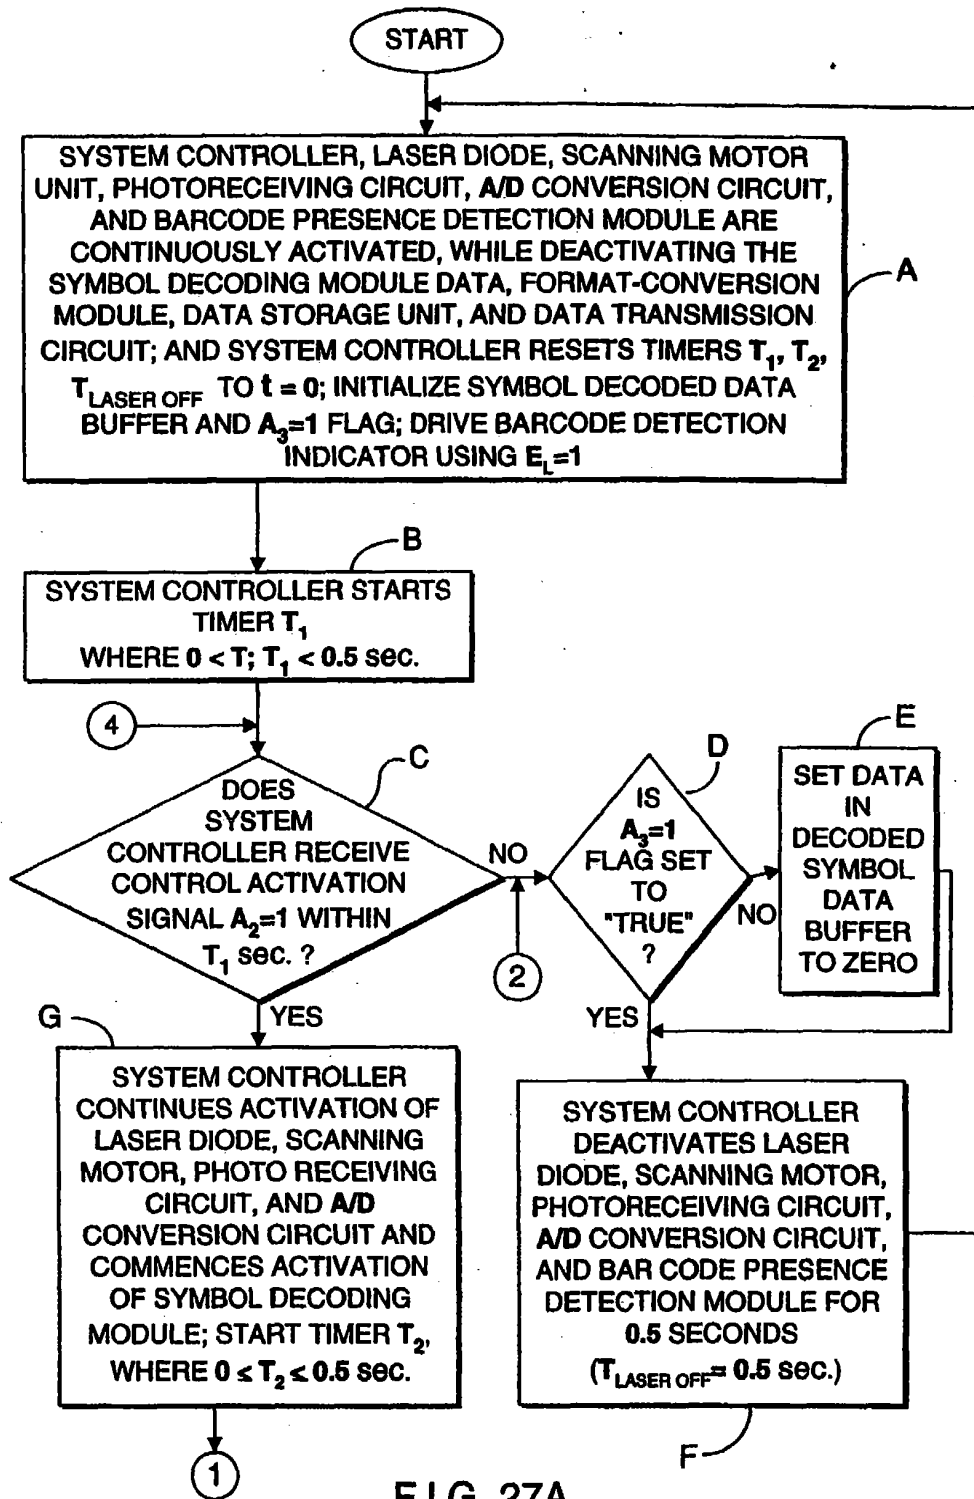 START
SYSTEM CONTROLLER, LASER DIODE, SCANNING MOTOR
UNIT, PHOTORECEIVING CIRCUIT, A/D CONVERSION CIRCUIT,
AND BARCODE PRESENCE DETECTION MODULE ARE
CONTINUOUSLY ACTIVATED, WHILE DEACTIVATING THE
SYMBOL DECODING MODULE DATA, FORMAT-CONVERSION
MODULE, DATA STORAGE UNIT, AND DATA TRANSMISSION
CIRCUIT; AND SYSTEM CONTROLLER RESETS TIMERS T1, T2,
TLASER OFF TO t = 0; INITIALIZE SYMBOL DECODED DATA
BUFFER AND A3=1 FLAG; DRIVE BARCODE DETECTION
INDICATOR USING EL=1
A
B
SYSTEM CONTROLLER STARTS
TIMER T1
WHERE 0 < T; T1 < 0.5 sec.
4
C
DOES
SYSTEM
CONTROLLER RECEIVE
CONTROL ACTIVATION
SIGNAL A2=1 WITHIN
T1 sec. ?
NO
2
D
IS
A3=1
FLAG SET
TO
"TRUE"
?
NO
E
SET DATA
IN
DECODED
SYMBOL
DATA
BUFFER
TO ZERO
YES
YES
G
SYSTEM CONTROLLER
CONTINUES ACTIVATION OF
LASER DIODE, SCANNING
MOTOR, PHOTO RECEIVING
CIRCUIT, AND A/D
CONVERSION CIRCUIT AND
COMMENCES ACTIVATION
OF SYMBOL DECODING
MODULE; START TIMER T2,
WHERE 0 ≤ T2 ≤ 0.5 sec.
1
SYSTEM CONTROLLER
DEACTIVATES LASER
DIODE, SCANNING MOTOR,
PHOTORECEIVING CIRCUIT,
A/D CONVERSION CIRCUIT,
AND BAR CODE PRESENCE
DETECTION MODULE FOR
0.5 SECONDS
(TLASER OFF= 0.5 sec.)
F
FIG. 27A